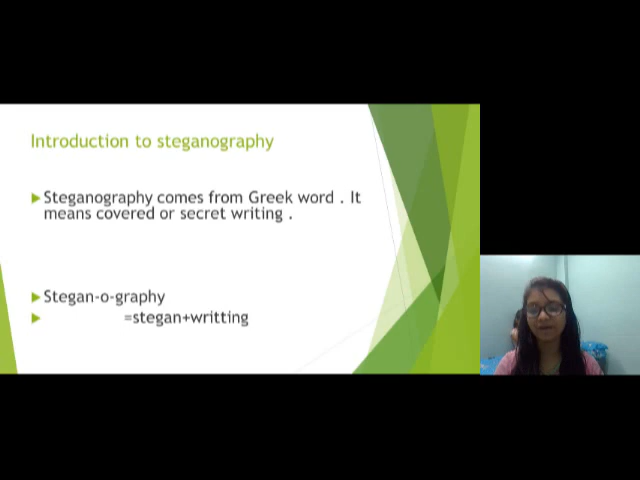 Introduction to steganography
Steganography comes from Greek word . It
means covered or secret writing .
Stegan-o-graphy
=stegan+writting